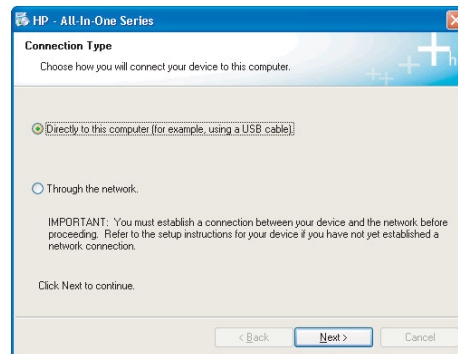 HP - All-In-One Series
Connection Type
Choose how you will connect your device to this computer.
h
Directly to this computer (for example, using a USB cable).
Through the network.
IMPORTANT: You must establish a connection between your device and the network before
proceeding. Refer to the setup instructions for your device if you have not yet established a
network connection.
Click Next to continue.
< Back
Next >
Cancel